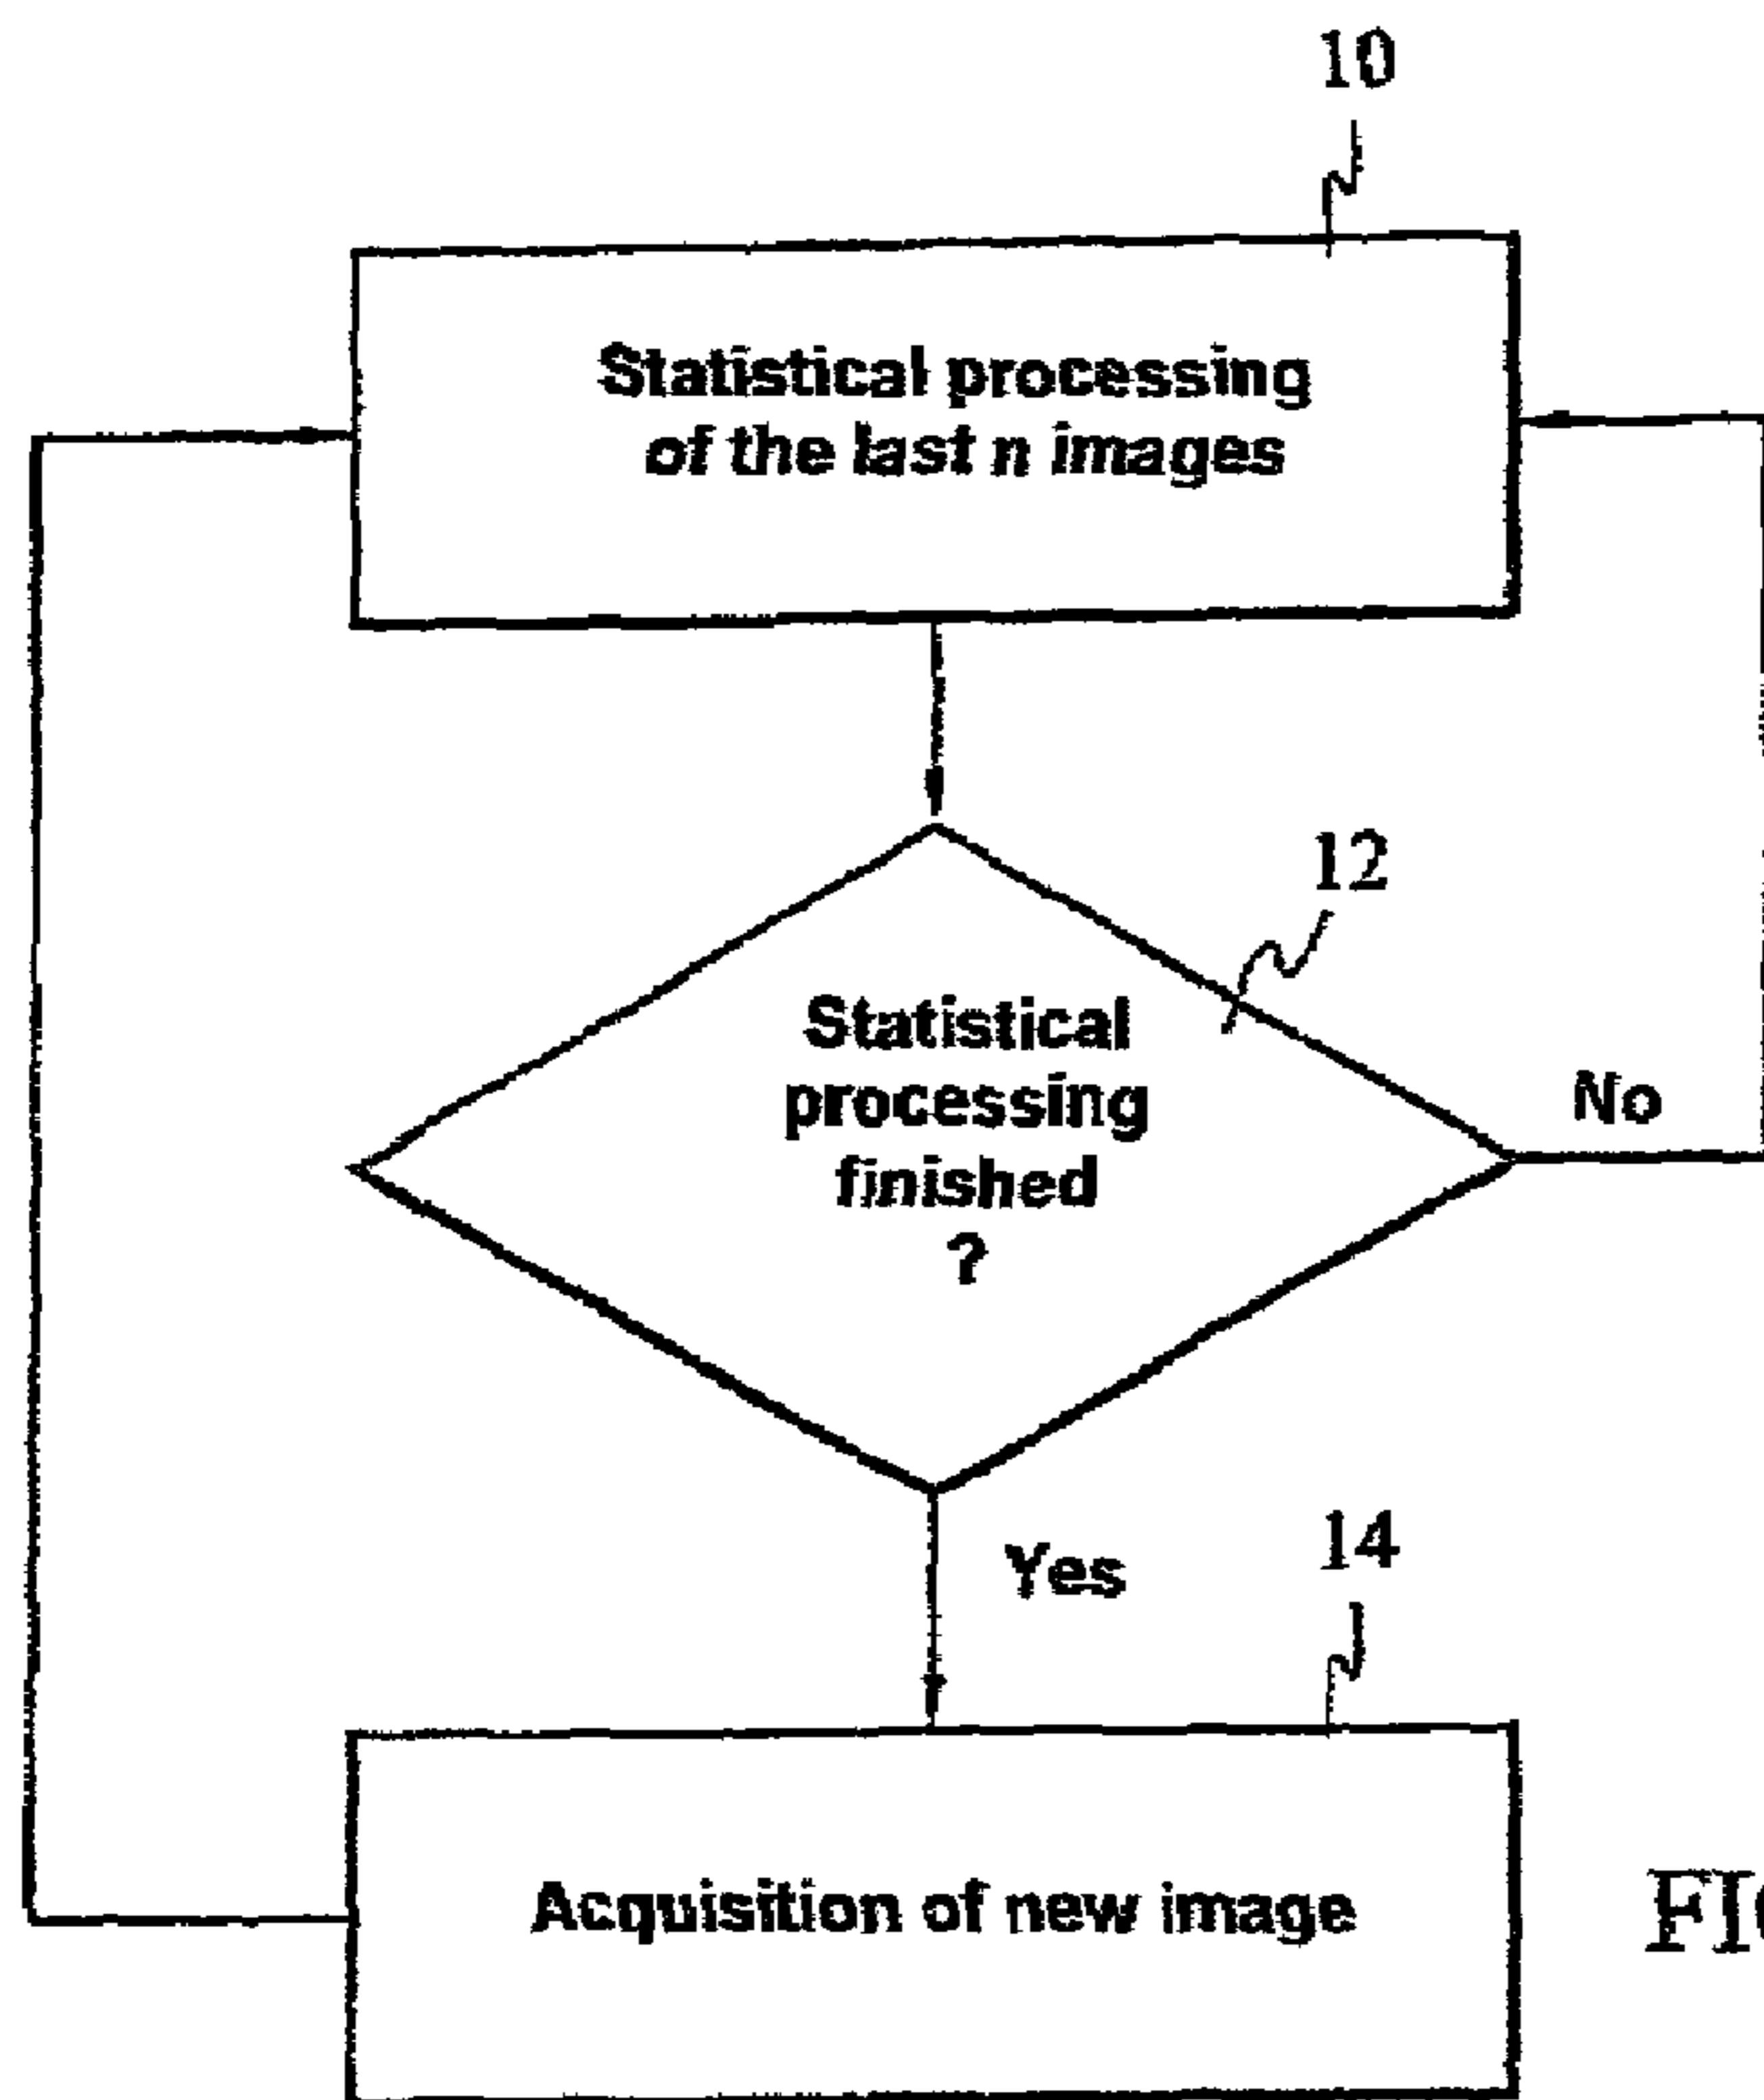 10
Statistical processing
of the last n images
12
Statistical
processing
finished
?
No
Yes
14
Acquisition of new image